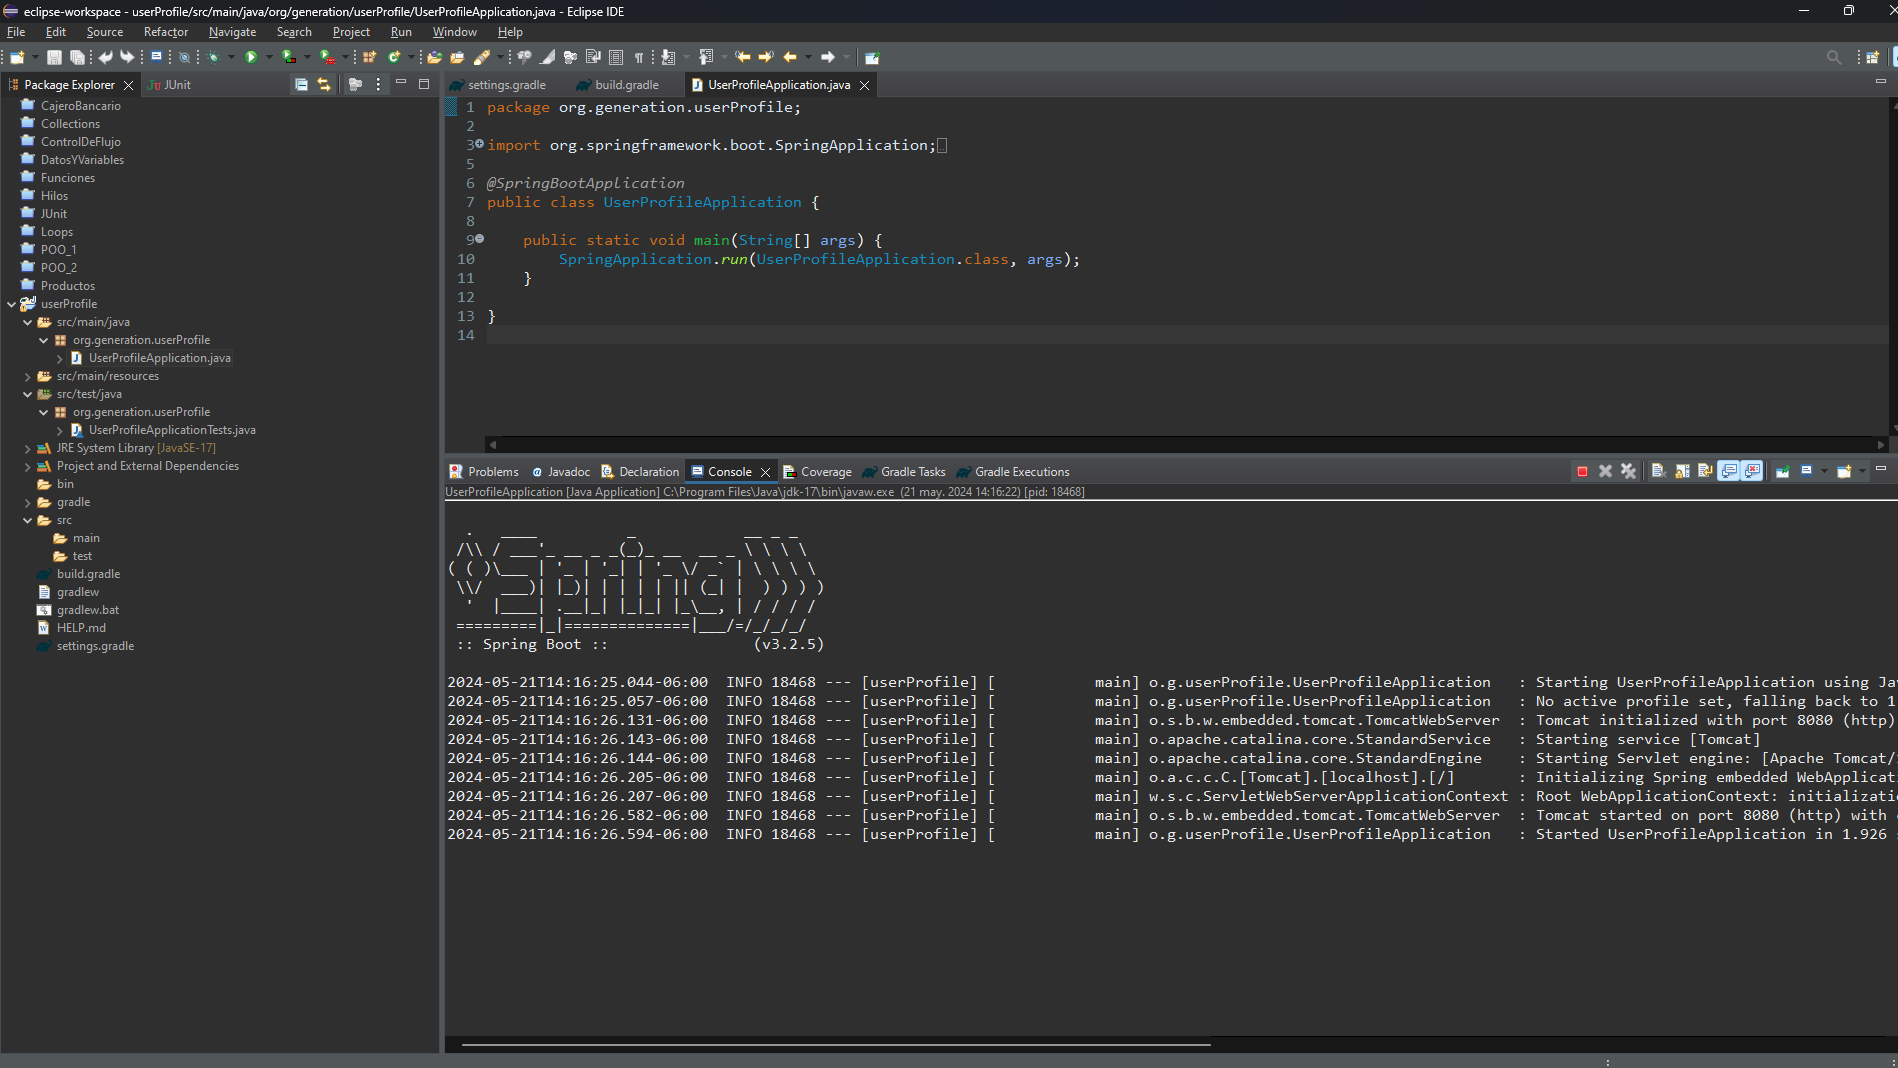 eclipse-workspace - userProfile/src/main/java/org/generation/userProfile/UserProfileApplication.java - Eclipse IDE
File Edit Source Refactor Navigate Search Project Run Window Help
Package Explorer JUnit
CajeroBancario
Collections
ControlDeFlujo
DatosYVariables
Funciones
Hilos
JUnit
Loops
POO_1
POO_2
Productos
userProfile
src/main/java
org.generation.userProfile
UserProfileApplication.java
src/main/resources
src/test/java
org.generation.userProfile
UserProfileApplicationTests.java
JRE System Library [JavaSE-17]
Project and External Dependencies
bin
gradle
src
main
test
build.gradle
gradlew
gradlew.bat
HELP.md
settings.gradle
settings.gradle build.gradle UserProfileApplication.java
1 package org.generation.userProfile;
2
3 import org.springframework.boot.SpringApplication;
5
6 @SpringBootApplication
7 public class UserProfileApplication {
8
9 public static void main(String[] args) {
10 SpringApplication.run(UserProfileApplication.class, args);
11 }
12
13 }
14
Problems Javadoc Declaration Console Coverage Gradle Tasks Gradle Executions
UserProfileApplication [Java Application] C:\Program Files\Java\jdk-17\bin\javaw.exe (21 may. 2024 14:16:22) [pid: 18468]
  .   ____          _            __ _ _
 /\\ / ___'_ __ _ _(_)_ __  __ _ \ \ \ \
( ( )\___ | '_ | '_| | '_ \/ _` | \ \ \ \
 \\/  ___)| |_)| | | | | || (_| |  ) ) ) )
  '  |____| .__|_| |_|_| |_\__, | / / / /
 =========|_|==============|___/=/_/_/_/
 :: Spring Boot ::                (v3.2.5)
2024-05-21T14:16:25.044-06:00  INFO 18468 --- [userProfile] [           main] o.g.userProfile.UserProfileApplication   : Starting UserProfileApplication using Ja
2024-05-21T14:16:25.057-06:00  INFO 18468 --- [userProfile] [           main] o.g.userProfile.UserProfileApplication   : No active profile set, falling back to 1
2024-05-21T14:16:26.131-06:00  INFO 18468 --- [userProfile] [           main] o.s.b.w.embedded.tomcat.TomcatWebServer  : Tomcat initialized with port 8080 (http)
2024-05-21T14:16:26.143-06:00  INFO 18468 --- [userProfile] [           main] o.apache.catalina.core.StandardService   : Starting service [Tomcat]
2024-05-21T14:16:26.144-06:00  INFO 18468 --- [userProfile] [           main] o.apache.catalina.core.StandardEngine    : Starting Servlet engine: [Apache Tomcat/
2024-05-21T14:16:26.205-06:00  INFO 18468 --- [userProfile] [           main] o.a.c.c.C.[Tomcat].[localhost].[/]       : Initializing Spring embedded WebApplicat
2024-05-21T14:16:26.207-06:00  INFO 18468 --- [userProfile] [           main] w.s.c.ServletWebServerApplicationContext : Root WebApplicationContext: initializati
2024-05-21T14:16:26.582-06:00  INFO 18468 --- [userProfile] [           main] o.s.b.w.embedded.tomcat.TomcatWebServer  : Tomcat started on port 8080 (http) with
2024-05-21T14:16:26.594-06:00  INFO 18468 --- [userProfile] [           main] o.g.userProfile.UserProfileApplication   : Started UserProfileApplication in 1.926